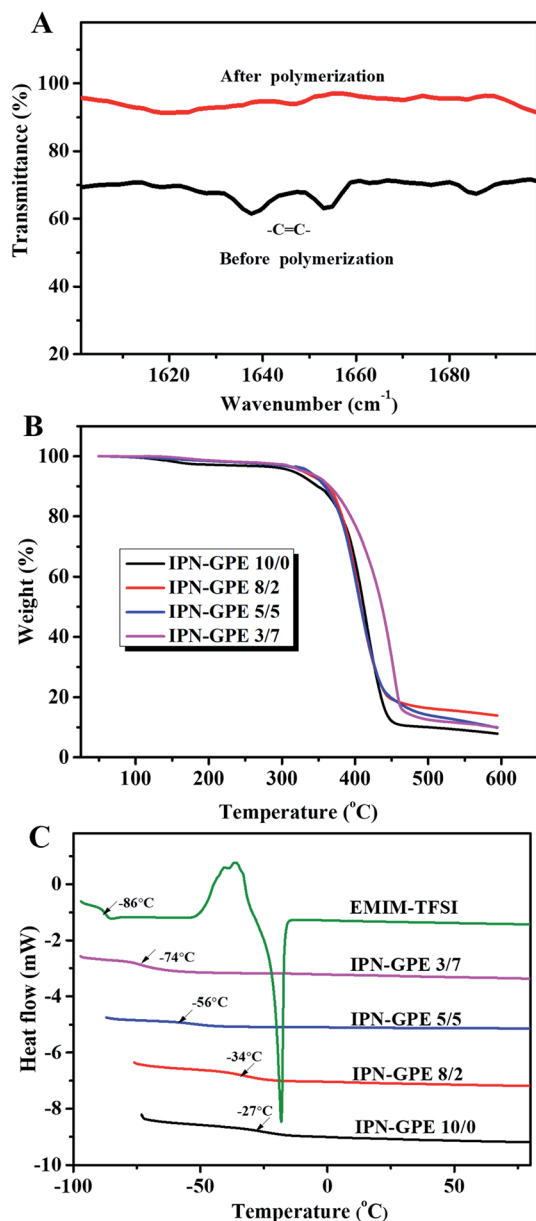 A
After polymerization
-C=C-
Before polymerization
Transmittance (%)
100
80
60
40
20
1620 1640 1660 1680
Wavenumber (cm⁻¹)
B
IPN-GPE 10/0
IPN-GPE 8/2
IPN-GPE 5/5
IPN-GPE 3/7
Weight (%)
100
80
60
40
20
0
100 200 300 400 500 600
Temperature (°C)
C
-86°C
EMIM-TFSI
-74°C
IPN-GPE 3/7
-56°C
IPN-GPE 5/5
-34°C
IPN-GPE 8/2
-27°C
IPN-GPE 10/0
Heat flow (mW)
0
-2
-4
-6
-8
-10
-100 -50 0 50
Temperature (°C)